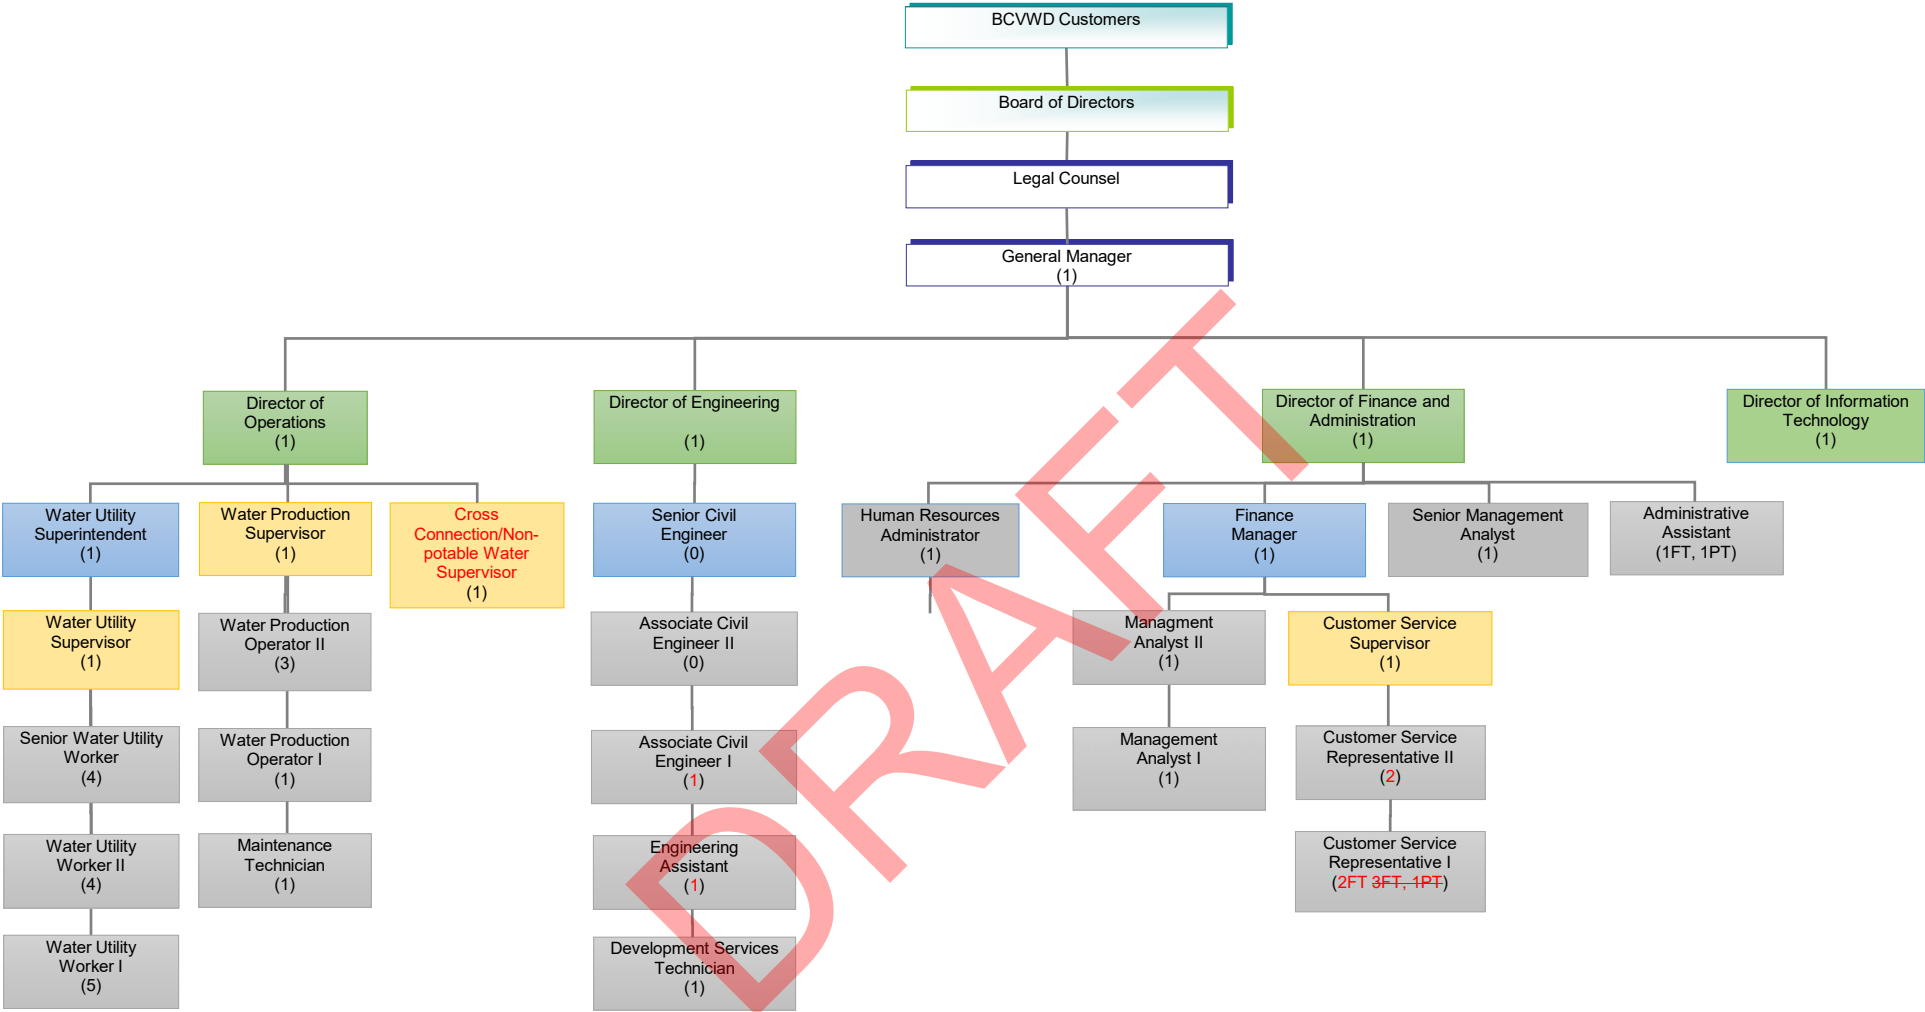 BCVWD Customers
Board of Directors
Legal Counsel
General Manager
(1)
Director of
Operations
(1)
Director of Engineering
(1)
Director of Finance and
Administration
(1)
Director of Information
Technology
(1)
Water Utility
Superintendent
(1)
Water Production
Supervisor
(1)
Cross
Connection/Non-
potable Water
Supervisor
(1)
Senior Civil
Engineer
(0)
Human Resources
Administrator
(1)
Finance
Manager
(1)
Senior Management
Analyst
(1)
Administrative
Assistant
(1FT, 1PT)
Water Utility
Supervisor
(1)
Water Production
Operator II
(3)
Associate Civil
Engineer II
(0)
Managment
Analyst II
(1)
Customer Service
Supervisor
(1)
Senior Water Utility
Worker
(4)
Water Production
Operator I
(1)
Associate Civil
Engineer I
(1)
Management
Analyst I
(1)
Customer Service
Representative II
(2)
Water Utility
Worker II
(4)
Maintenance
Technician
(1)
Engineering
Assistant
(1)
Customer Service
Representative I
(2FT 3FT, 1PT)
Water Utility
Worker I
(5)
Development Services
Technician
(1)
DRAFT